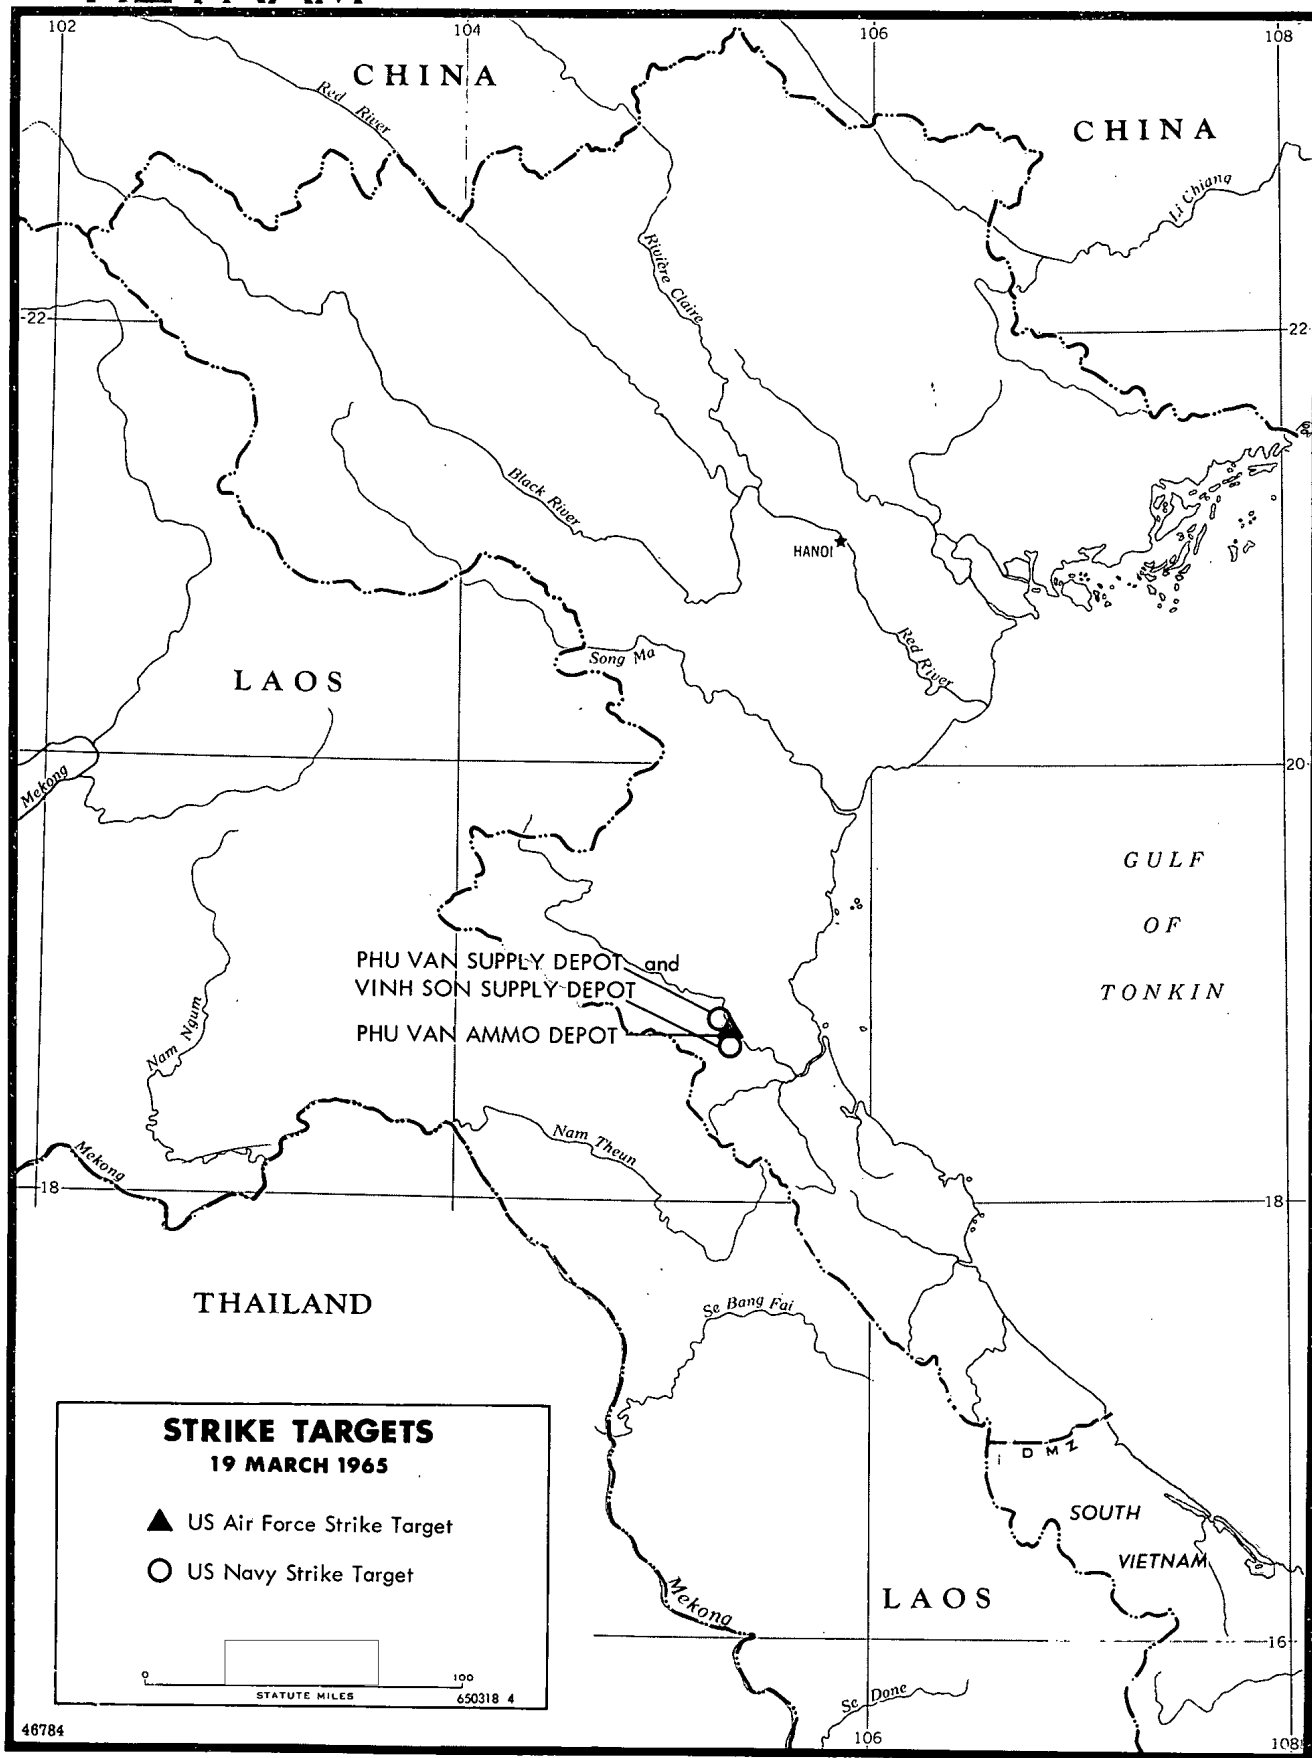 102 104 106 108
CHINA
Red River
CHINA
Li Chiang
Rivière Claire
22 22
Black River
HANOI
Red River
Song Ma
LAOS
20
Mekong
GULF
OF
TONKIN
PHU VAN SUPPLY DEPOT and
VINH SON SUPPLY DEPOT
PHU VAN AMMO DEPOT
Nam Ngum
Nam Theun
Mekong
18 18
THAILAND
Se Bang Fai
STRIKE TARGETS
19 MARCH 1965
US Air Force Strike Target
US Navy Strike Target
0 100
STATUTE MILES
650318 4
DMZ
SOUTH
VIETNAM
Mekong
LAOS
16
Se Done
46784
106 108